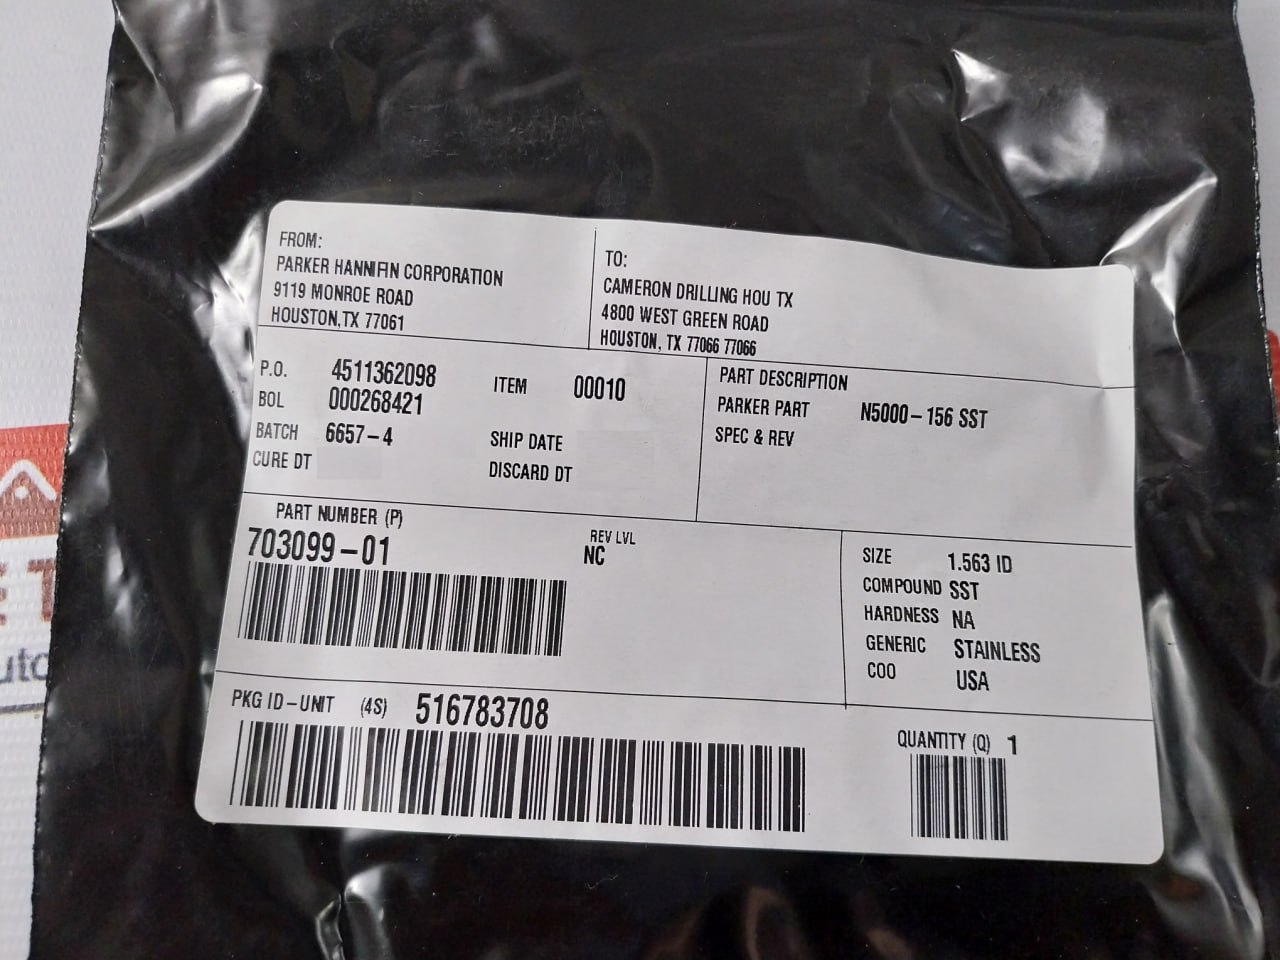 FROM:
PARKER HANNIFIN CORPORATION
9119 MONROE ROAD
HOUSTON,TX 77061
TO:
CAMERON DRILLING HOU TX
4800 WEST GREEN ROAD
HOUSTON, TX 77066 77066
P.O. 4511362098 ITEM 00010
BOL 000268421
BATCH 6657-4 SHIP DATE
CURE DT DISCARD DT
PART DESCRIPTION
PARKER PART N5000-156 SST
SPEC & REV
PART NUMBER (P)
703099-01
REV LVL
NC
SIZE 1.563 ID
COMPOUND SST
HARDNESS NA
GENERIC STAINLESS
COO USA
PKG ID-UNIT (4S) 516783708
QUANTITY (Q) 1